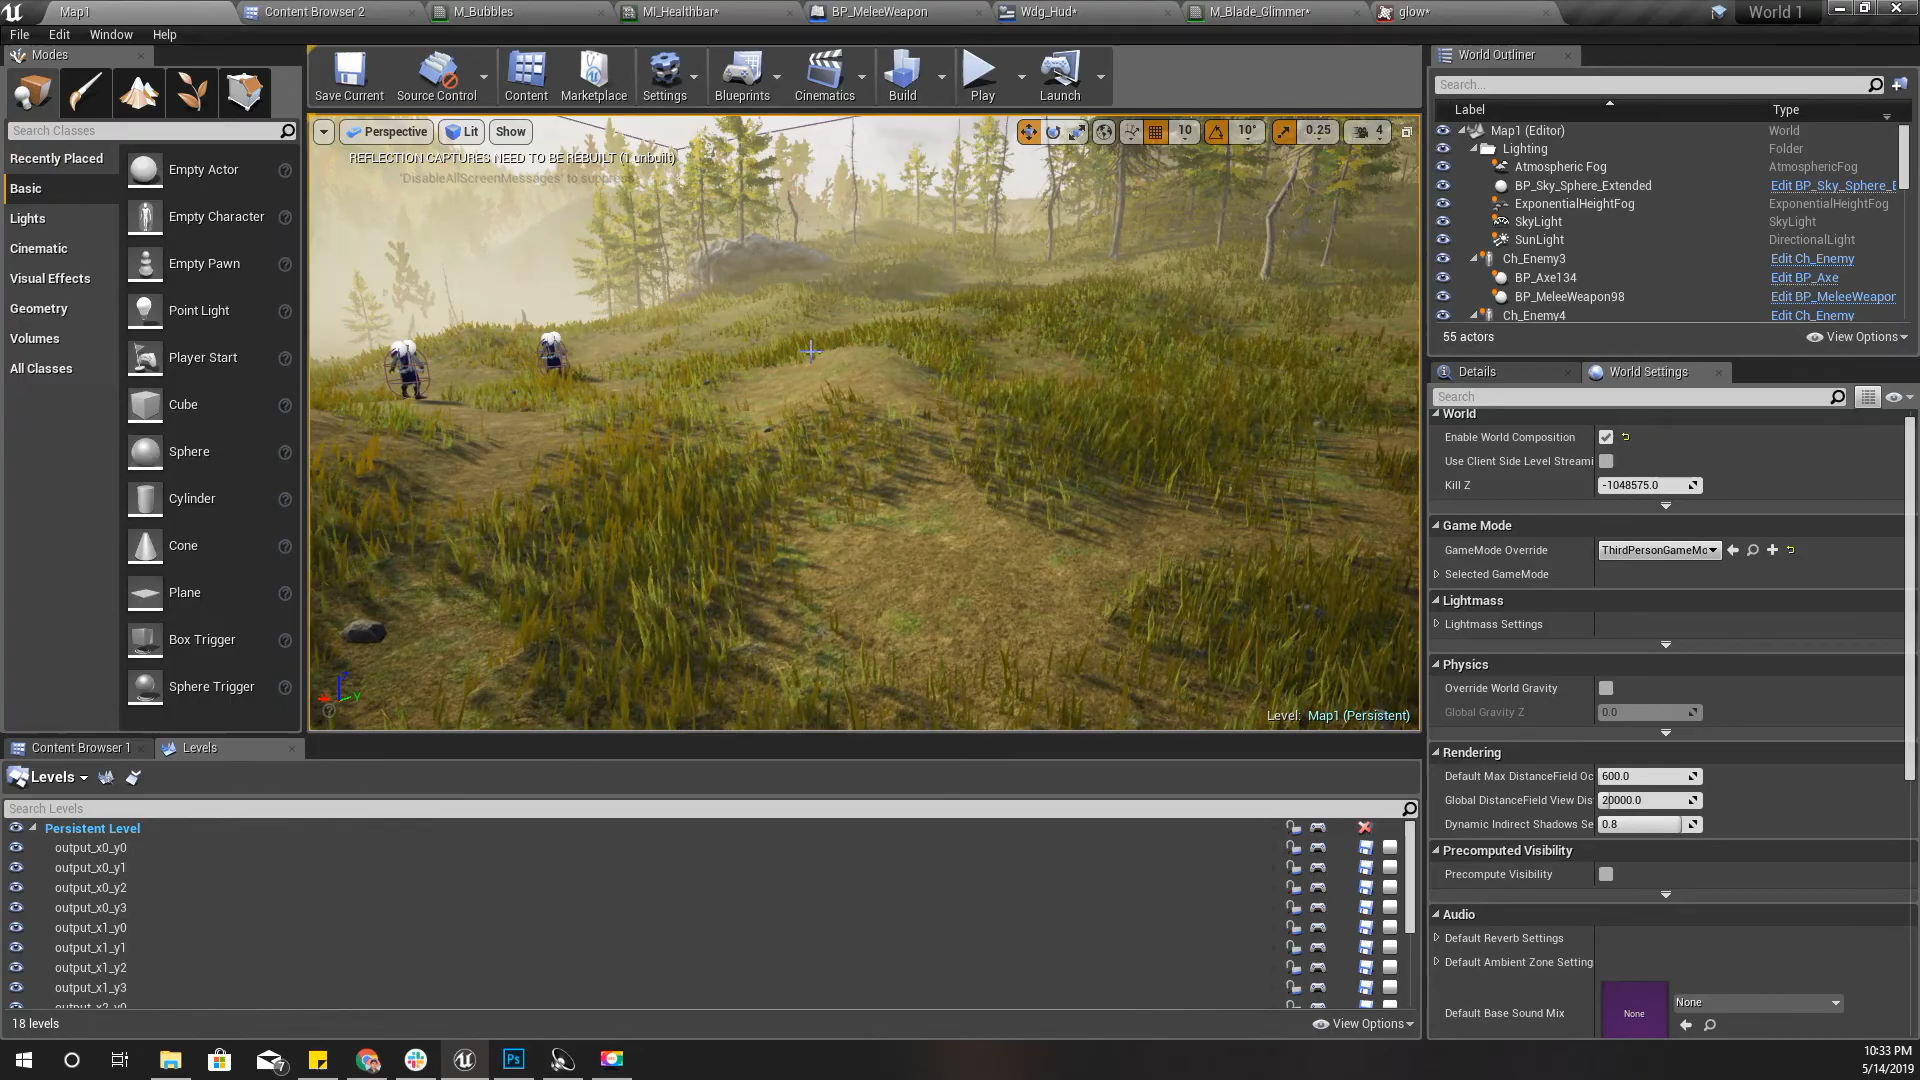 Map1
Content Browser 2
M_Bubbles
MI_Healthbar*
BP_MeleeWeapon
Wdg_Hud*
M_Blade_Glimmer*
glow*
World 1
File Edit Window Help
Modes
Save Current
Source Control
Content
Marketplace
Settings
Blueprints
Cinematics
Build
Play
Launch
World Outliner
Search...
Label
Type
Search Classes
Perspective
Lit
Show
10
10°
0.25
4
REFLECTION CAPTURES NEED TO BE REBUILT (1 unbuilt)
'DisableAllScreenMessages' to suppress
Recently Placed
Basic
Lights
Cinematic
Visual Effects
Geometry
Volumes
All Classes
Empty Actor
Empty Character
Empty Pawn
Point Light
Player Start
Cube
Sphere
Cylinder
Cone
Plane
Box Trigger
Sphere Trigger
Level: Map1 (Persistent)
Map1 (Editor) World
Lighting Folder
Atmospheric Fog AtmosphericFog
BP_Sky_Sphere_Extended Edit BP_Sky_Sphere_E
ExponentialHeightFog ExponentialHeightFog
SkyLight SkyLight
SunLight DirectionalLight
Ch_Enemy3 Edit Ch_Enemy
BP_Axe134 Edit BP_Axe
BP_MeleeWeapon98 Edit BP_MeleeWeapon
Ch_Enemy4 Edit Ch_Enemy
55 actors
View Options
Details
World Settings
Search
World
Enable World Composition
Use Client Side Level Streami
Kill Z -1048575.0
Game Mode
GameMode Override ThirdPersonGameMo
Selected GameMode
Lightmass
Lightmass Settings
Physics
Override World Gravity
Global Gravity Z 0.0
Rendering
Default Max DistanceField Oc 600.0
Global DistanceField View Dis 20000.0
Dynamic Indirect Shadows Se 0.8
Precomputed Visibility
Precompute Visibility
Audio
Default Reverb Settings
Default Ambient Zone Setting
Default Base Sound Mix
None
None
Content Browser 1
Levels
Levels
Search Levels
Persistent Level
output_x0_y0
output_x0_y1
output_x0_y2
output_x0_y3
output_x1_y0
output_x1_y1
output_x1_y2
output_x1_y3
output_x2_y0
18 levels
View Options
7
Ps
10:33 PM
5/14/2019